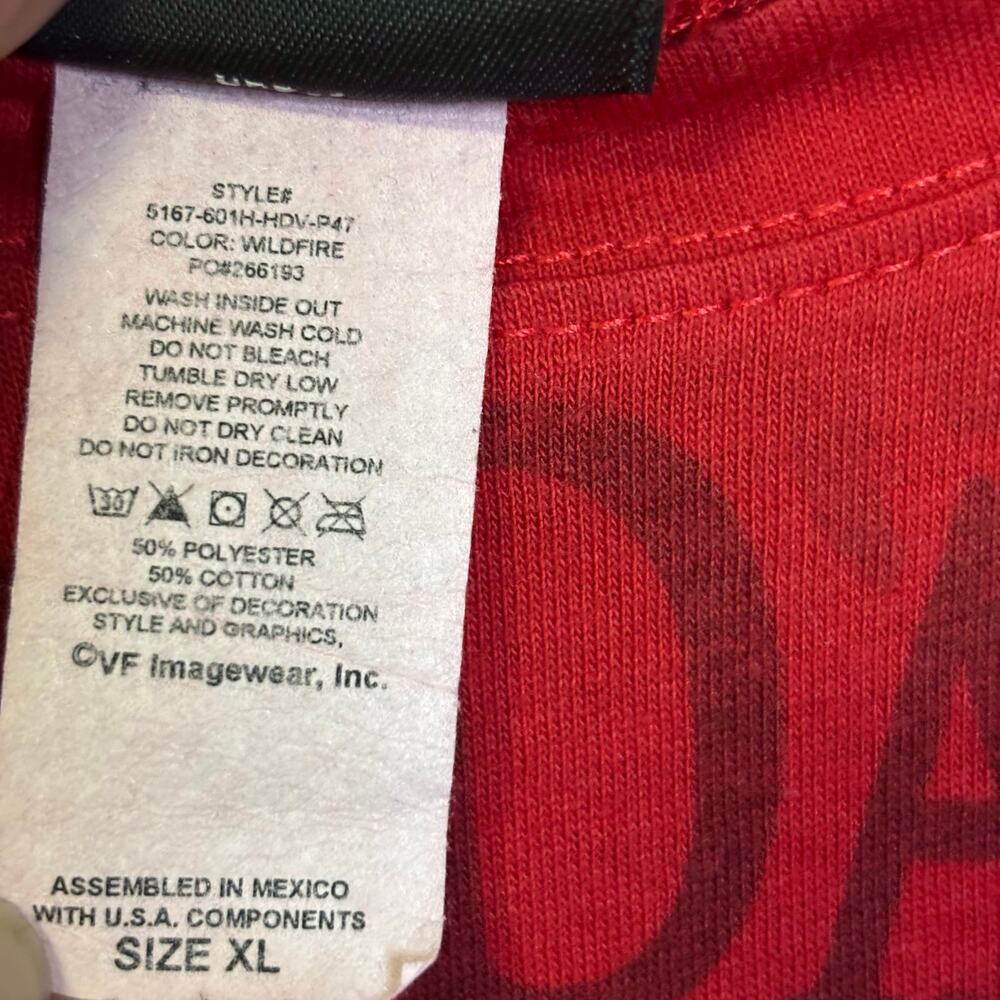 STYLE#
5167-601H-HDV-P47
COLOR: WILDFIRE
PO#266193
WASH INSIDE OUT
MACHINE WASH COLD
DO NOT BLEACH
TUMBLE DRY LOW
REMOVE PROMPTLY
DO NOT DRY CLEAN
DO NOT IRON DECORATION
30
50% POLYESTER
50% COTTON
EXCLUSIVE OF DECORATION
STYLE AND GRAPHICS,
©VF Imagewear, Inc.
ASSEMBLED IN MEXICO
WITH U.S.A. COMPONENTS
SIZE XL